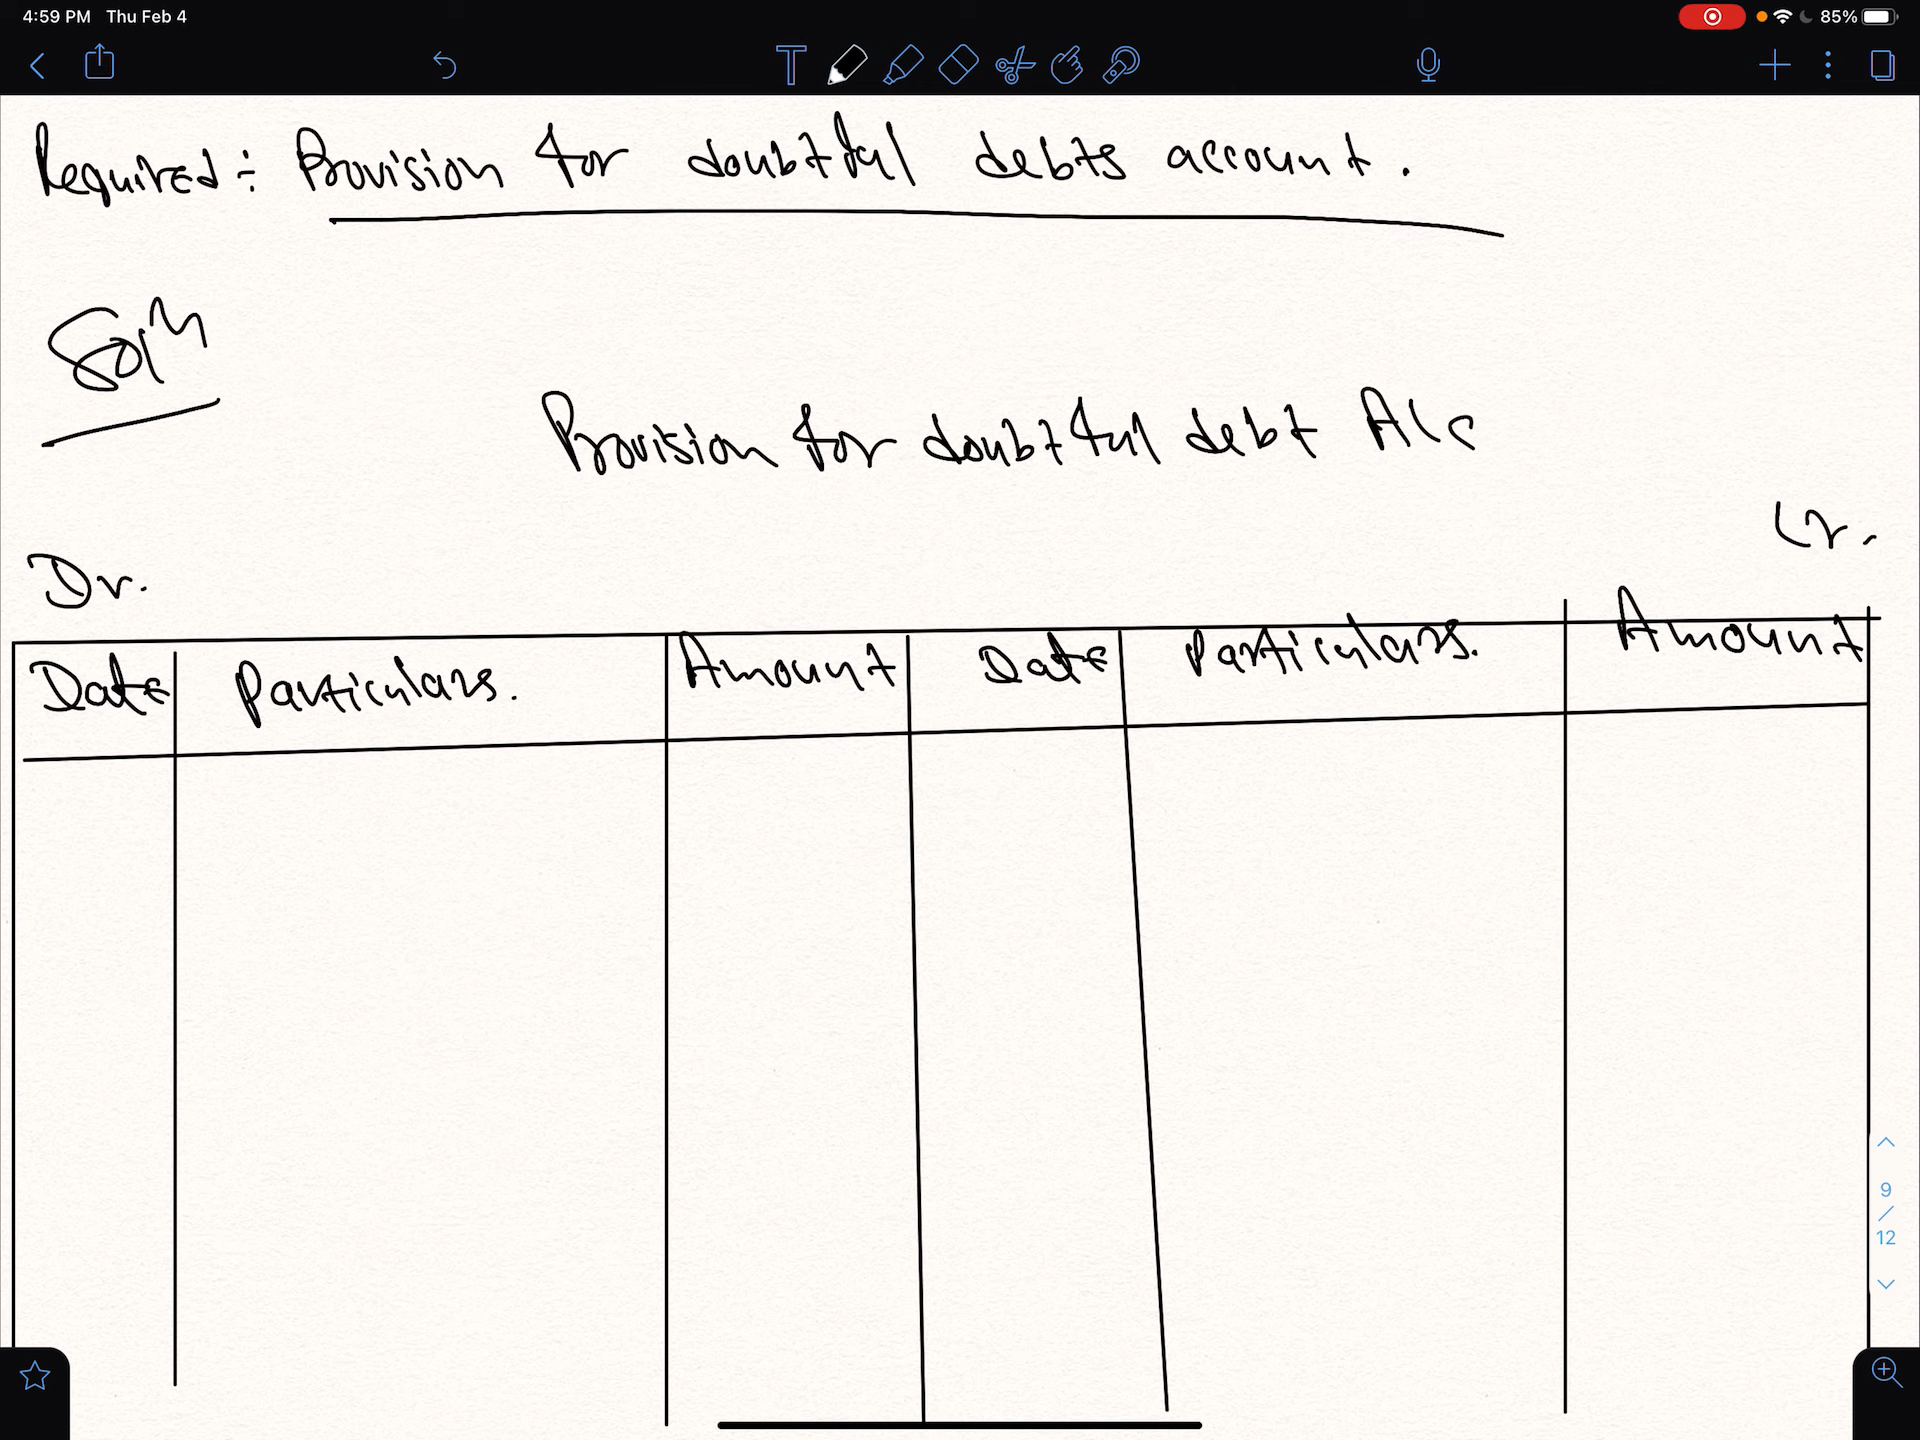 4:59 PM Thu Feb 4 85%
Required :- Provision for doubtful debts account.
Soln
Provision for doubtful debt A/c
Cr.
Dr.
Date Particulars. Amount Date Particulars. Amount
9
/
12